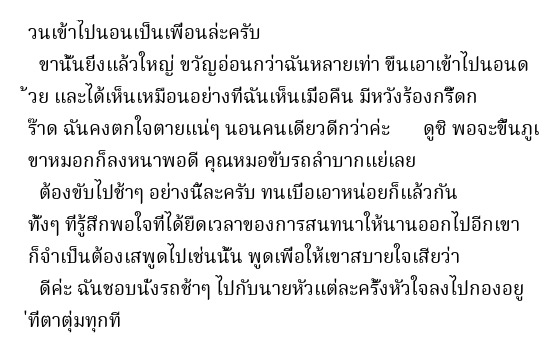 วนเข้าไปนอนเป็นเพื่อนล่ะครับ
ขานั้นยิ่งแล้วใหญ่ ขวัญอ่อนกว่าฉันหลายเท่า ขืนเอาเข้าไปนอนด
้วย และได้เห็นเหมือนอย่างที่ฉันเห็นเมื่อคืน มีหวังร้องกรี๊ดก
ร๊าด ฉันคงตกใจตายแน่ๆ นอนคนเดียวดีกว่าค่ะ ดูซิ พอจะขึ้นภูเ
ขาหมอกก็ลงหนาพอดี คุณหมอขับรถลำบากแย่เลย
ต้องขับไปช้าๆ อย่างนี้ละครับ ทนเบื่อเอาหน่อยก็แล้วกัน
ทั้งๆ ที่รู้สึกพอใจที่ได้ยืดเวลาของการสนทนาให้นานออกไปอีกเขา
ก็จำเป็นต้องเสพูดไปเช่นนั้น พูดเพื่อให้เขาสบายใจเสียว่า
ดีค่ะ ฉันชอบนั่งรถช้าๆ ไปกับนายหัวแต่ละครั้งหัวใจลงไปกองอยู
่ที่ตาตุ่มทุกที